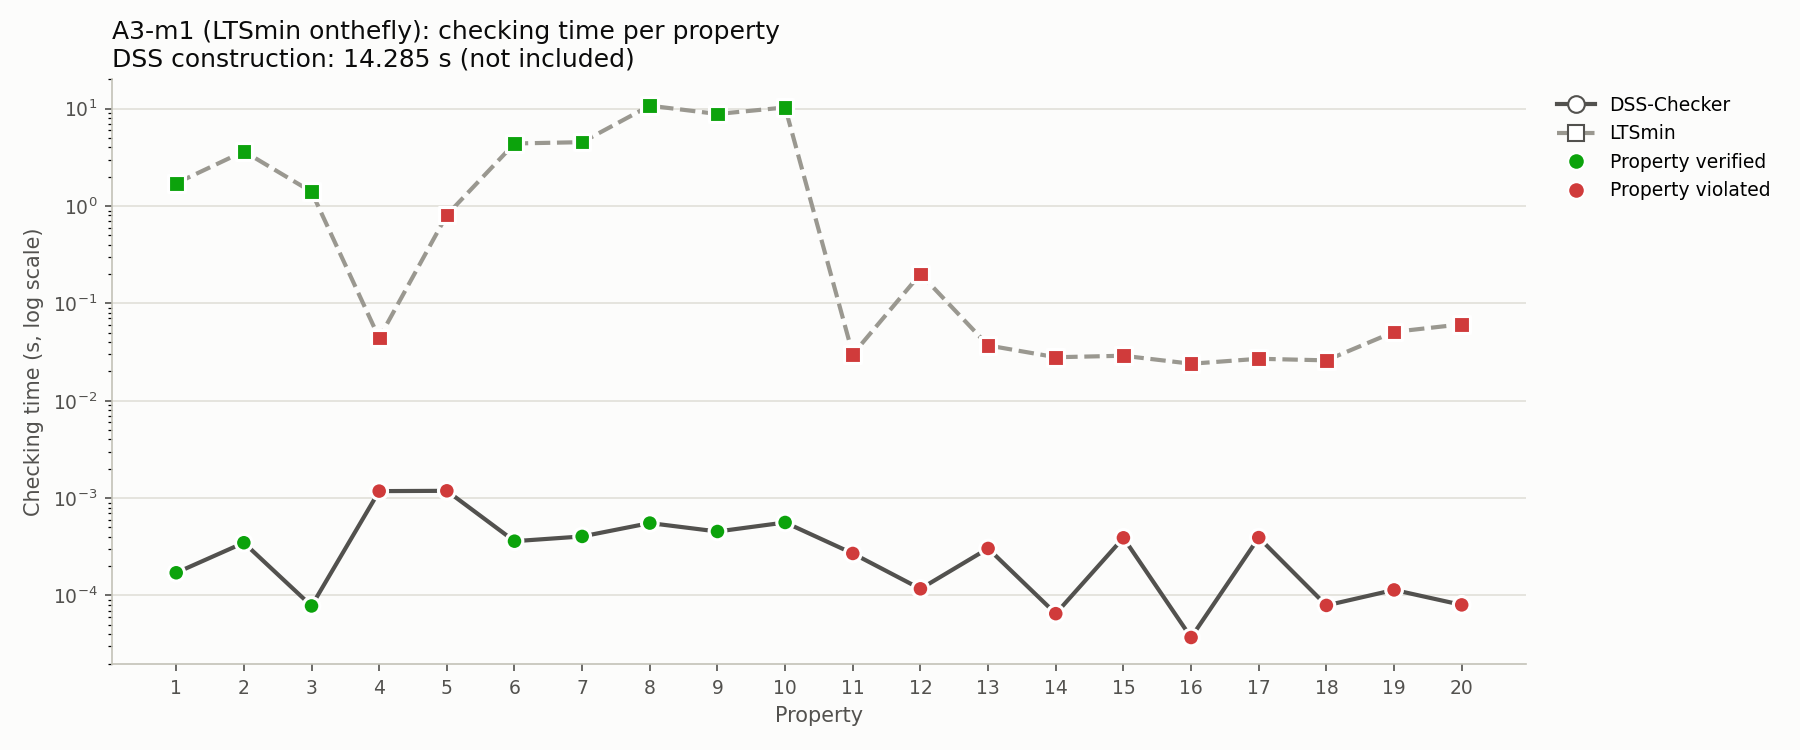 A3-m1 (LTSmin onthefly): checking time per property
DSS construction: 14.285 s (not included)
Checking time (s, log scale)
10¹
10⁰
10⁻¹
10⁻²
10⁻³
10⁻⁴
1 2 3 4 5 6 7 8 9 10 11 12 13 14 15 16 17 18 19 20
Property
DSS-Checker
LTSmin
Property verified
Property violated